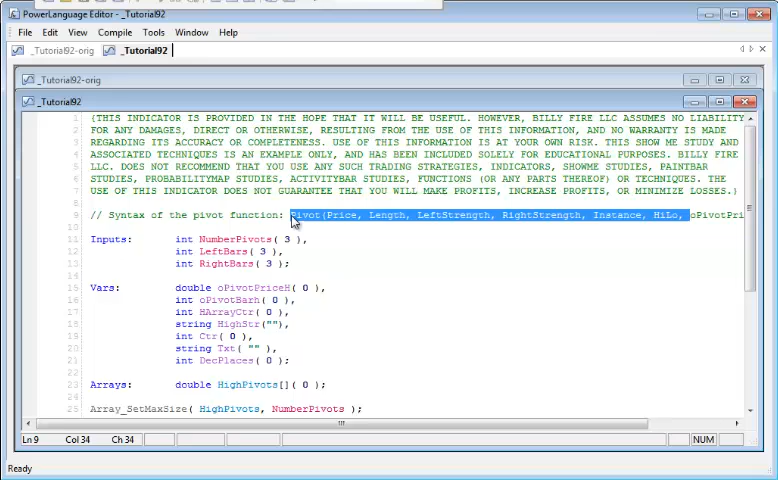 PowerLanguage Editor - _Tutorial92
File Edit View Compile Tools Window Help
_Tutorial92-orig _Tutorial92
_Tutorial92-orig
_Tutorial92
1 {THIS INDICATOR IS PROVIDED IN THE HOPE THAT IT WILL BE USEFUL. HOWEVER, BILLY FIRE LLC ASSUMES NO LIABILITY
2 FOR ANY DAMAGES, DIRECT OR OTHERWISE, RESULTING FROM THE USE OF THIS INFORMATION, AND NO WARRANTY IS MADE
3 REGARDING ITS ACCURACY OR COMPLETENESS. USE OF THIS INFORMATION IS AT YOUR OWN RISK. THIS SHOW ME STUDY AND
4 ASSOCIATED TECHNIQUES IS AN EXAMPLE ONLY, AND HAS BEEN INCLUDED SOLELY FOR EDUCATIONAL PURPOSES. BILLY FIRE
5 LLC. DOES NOT RECOMMEND THAT YOU USE ANY SUCH TRADING STRATEGIES, INDICATORS, SHOWME STUDIES, PAINTBAR
6 STUDIES, PROBABILITYMAP STUDIES, ACTIVITYBAR STUDIES, FUNCTIONS (OR ANY PARTS THEREOF) OR TECHNIQUES. THE
7 USE OF THIS INDICATOR DOES NOT GUARANTEE THAT YOU WILL MAKE PROFITS, INCREASE PROFITS, OR MINIMIZE LOSSES.}
8
9 // Syntax of the pivot function: Pivot(Price, Length, LeftStrength, RightStrength, Instance, HiLo, oPivotPri
10
11 Inputs: int NumberPivots( 3 ),
12 int LeftBars( 3 ),
13 int RightBars( 3 );
14
15 Vars: double oPivotPriceH( 0 ),
16 int oPivotBarh( 0 ),
17 int HArrayCtr( 0 ),
18 string HighStr(""),
19 int Ctr( 0 ),
20 string Txt( "" ),
21 int DecPlaces( 0 );
22
23 Arrays: double HighPivots[]( 0 );
24
25 Array_SetMaxSize( HighPivots, NumberPivots );
Ln 9 Col 34 Ch 34 NUM
Ready